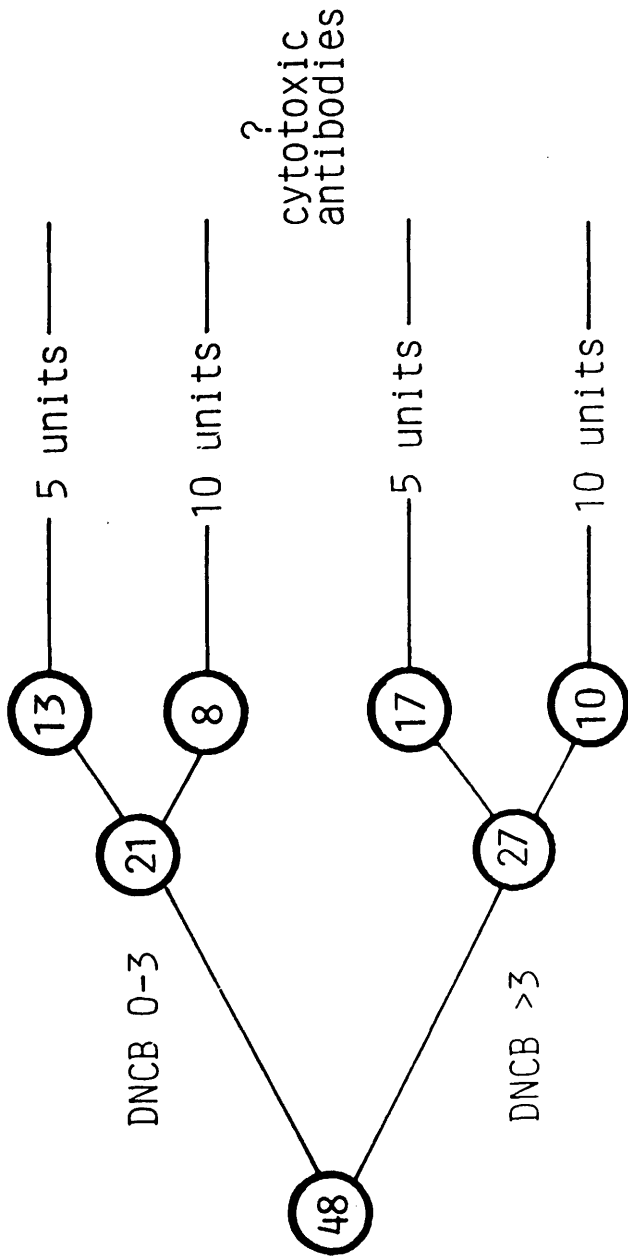 48
DNCB 0-3
DNCB >3
21
27
13
8
17
10
5 units
10 units
5 units
10 units
?
cytotoxic
antibodies